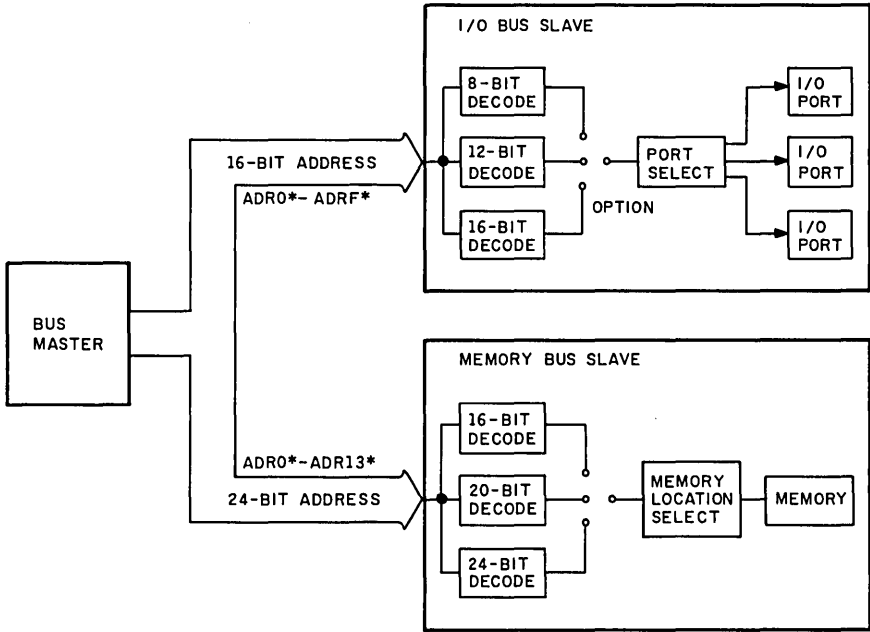 I/O BUS SLAVE
8-BIT
DECODE
I/O
PORT
16-BIT ADDRESS
12-BIT
DECODE
PORT
SELECT
I/O
PORT
ADR0*-ADRF*
OPTION
16-BIT
DECODE
I/O
PORT
BUS
MASTER
MEMORY BUS SLAVE
16-BIT
DECODE
ADR0*-ADR13*
24-BIT ADDRESS
20-BIT
DECODE
MEMORY
LOCATION
SELECT
MEMORY
24-BIT
DECODE